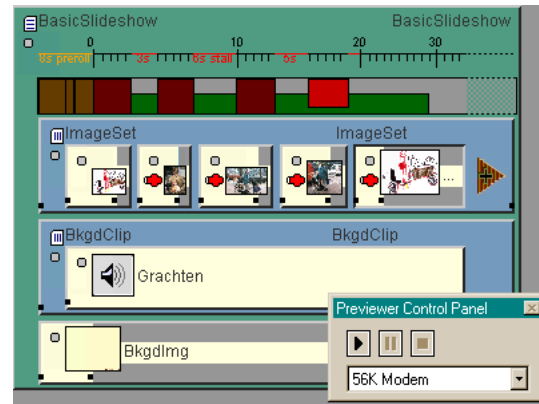 BasicSlideshow BasicSlideshow
0 10 20 30
8s preroll 3s 6s stall 6s
ImageSet ImageSet
...
BkgdClip BkgdClip
Grachten
Previewer Control Panel
BkgdImg
56K Modem